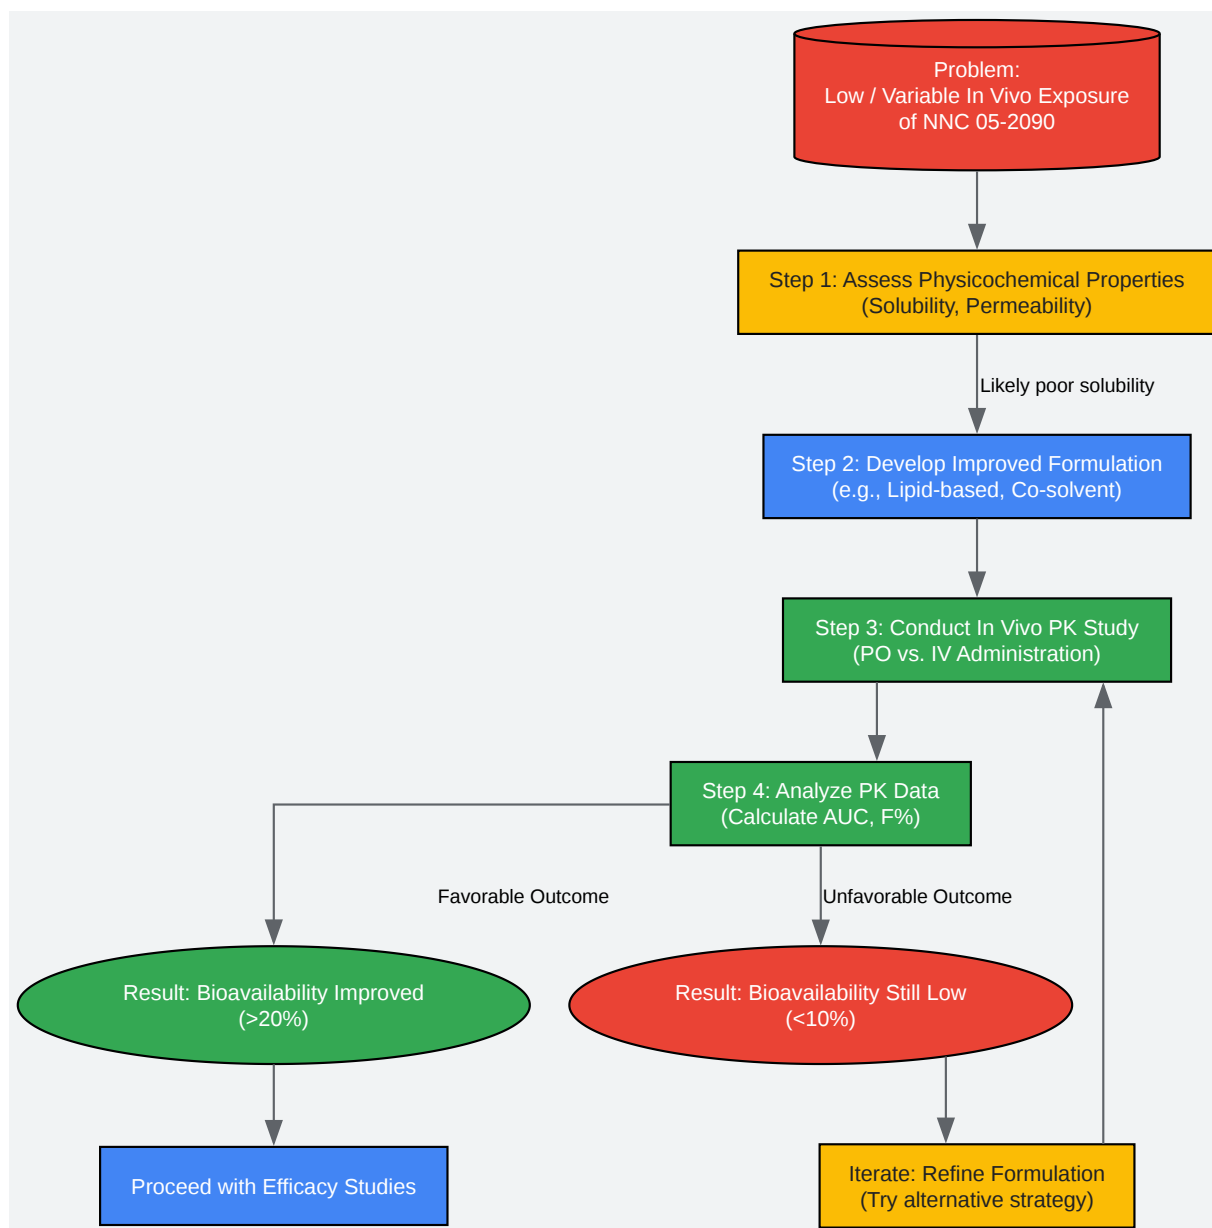 Problem:
Low / Variable In Vivo Exposure
of NNC 05-2090
Step 1: Assess Physicochemical Properties
(Solubility, Permeability)
Likely poor solubility
Step 2: Develop Improved Formulation
(e.g., Lipid-based, Co-solvent)
Step 3: Conduct In Vivo PK Study
(PO vs. IV Administration)
Step 4: Analyze PK Data
(Calculate AUC, F%)
Favorable Outcome
Unfavorable Outcome
Result: Bioavailability Improved
(>20%)
Result: Bioavailability Still Low
(<10%)
Proceed with Efficacy Studies
Iterate: Refine Formulation
(Try alternative strategy)